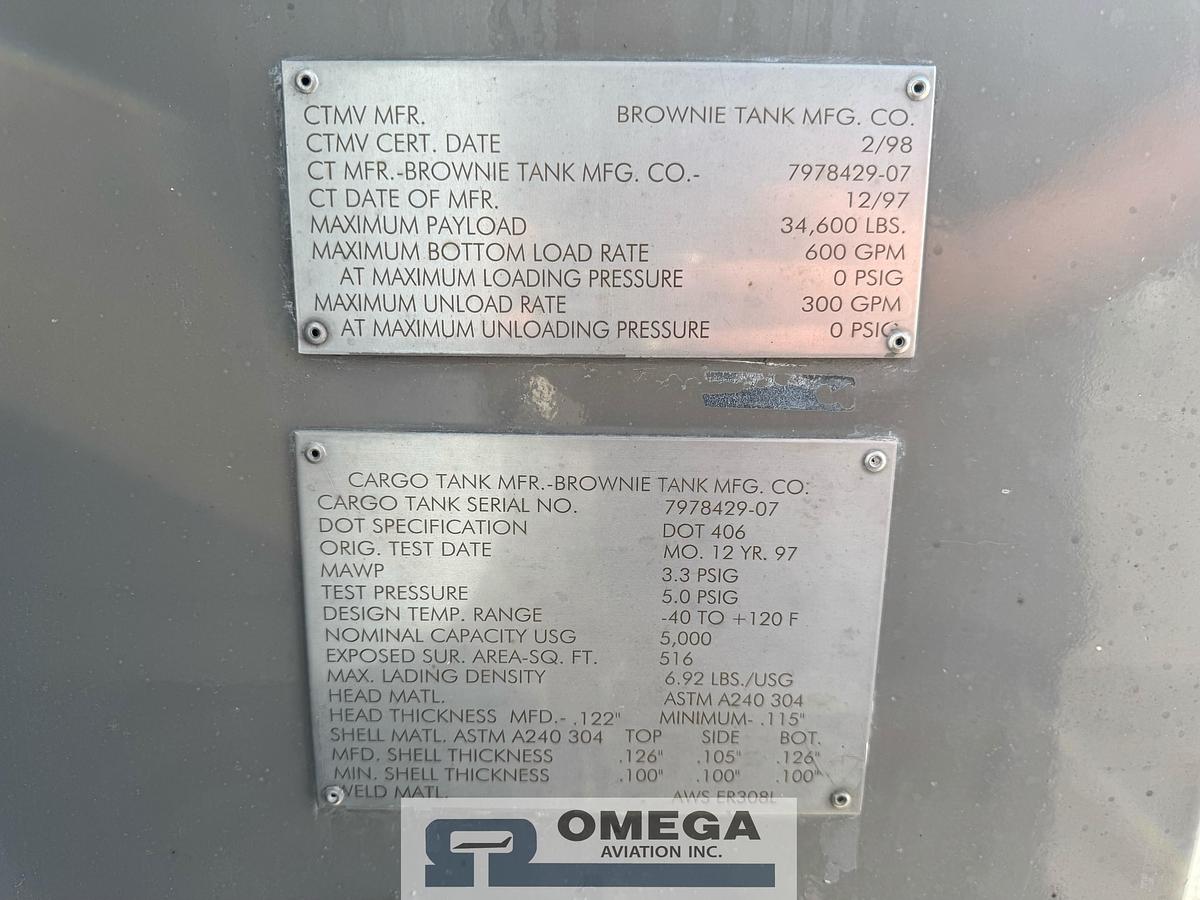 CTMV MFR. BROWNIE TANK MFG. CO.
CTMV CERT. DATE 2/98
CT MFR.-BROWNIE TANK MFG. CO.- 7978429-07
CT DATE OF MFR. 12/97
MAXIMUM PAYLOAD 34,600 LBS.
MAXIMUM BOTTOM LOAD RATE 600 GPM
AT MAXIMUM LOADING PRESSURE 0 PSIG
MAXIMUM UNLOAD RATE 300 GPM
AT MAXIMUM UNLOADING PRESSURE 0 PSIG
CARGO TANK MFR.-BROWNIE TANK MFG. CO:
CARGO TANK SERIAL NO. 7978429-07
DOT SPECIFICATION DOT 406
ORIG. TEST DATE MO. 12 YR. 97
MAWP 3.3 PSIG
TEST PRESSURE 5.0 PSIG
DESIGN TEMP. RANGE -40 TO +120 F
NOMINAL CAPACITY USG 5,000
EXPOSED SUR. AREA-SQ. FT. 516
MAX. LADING DENSITY 6.92 LBS./USG
HEAD MATL. ASTM A240 304
HEAD THICKNESS MFD.- .122" MINIMUM- .115"
SHELL MATL. ASTM A240 304 TOP SIDE BOT.
MFD. SHELL THICKNESS .126" .105" .126"
MIN. SHELL THICKNESS .100" .100" .100"
WELD MATL. AWS ER308L
OMEGA
AVIATION INC.